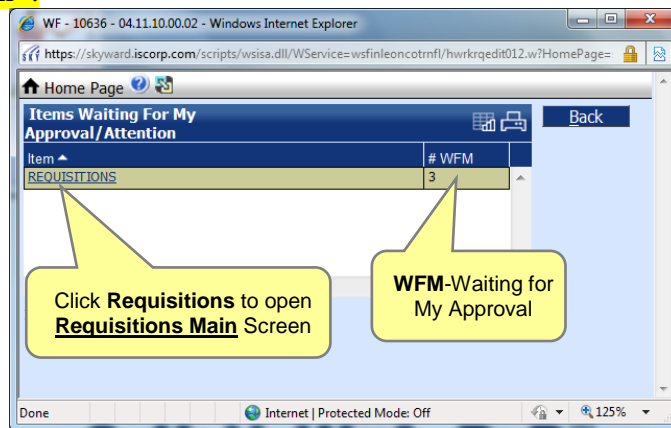 WF - 10636 - 04.11.10.00.02 - Windows Internet Explorer
https://skyward.iscorp.com/scripts/wsisa.dll/WService=wsfinleoncotrnfl/hwrkrqedit012.w?HomePage=
Home Page
Items Waiting For My
Approval/Attention
Back
Item
# WFM
REQUISITIONS
3
Click Requisitions to open
Requisitions Main Screen
WFM-Waiting for
My Approval
Done
Internet | Protected Mode: Off
125%